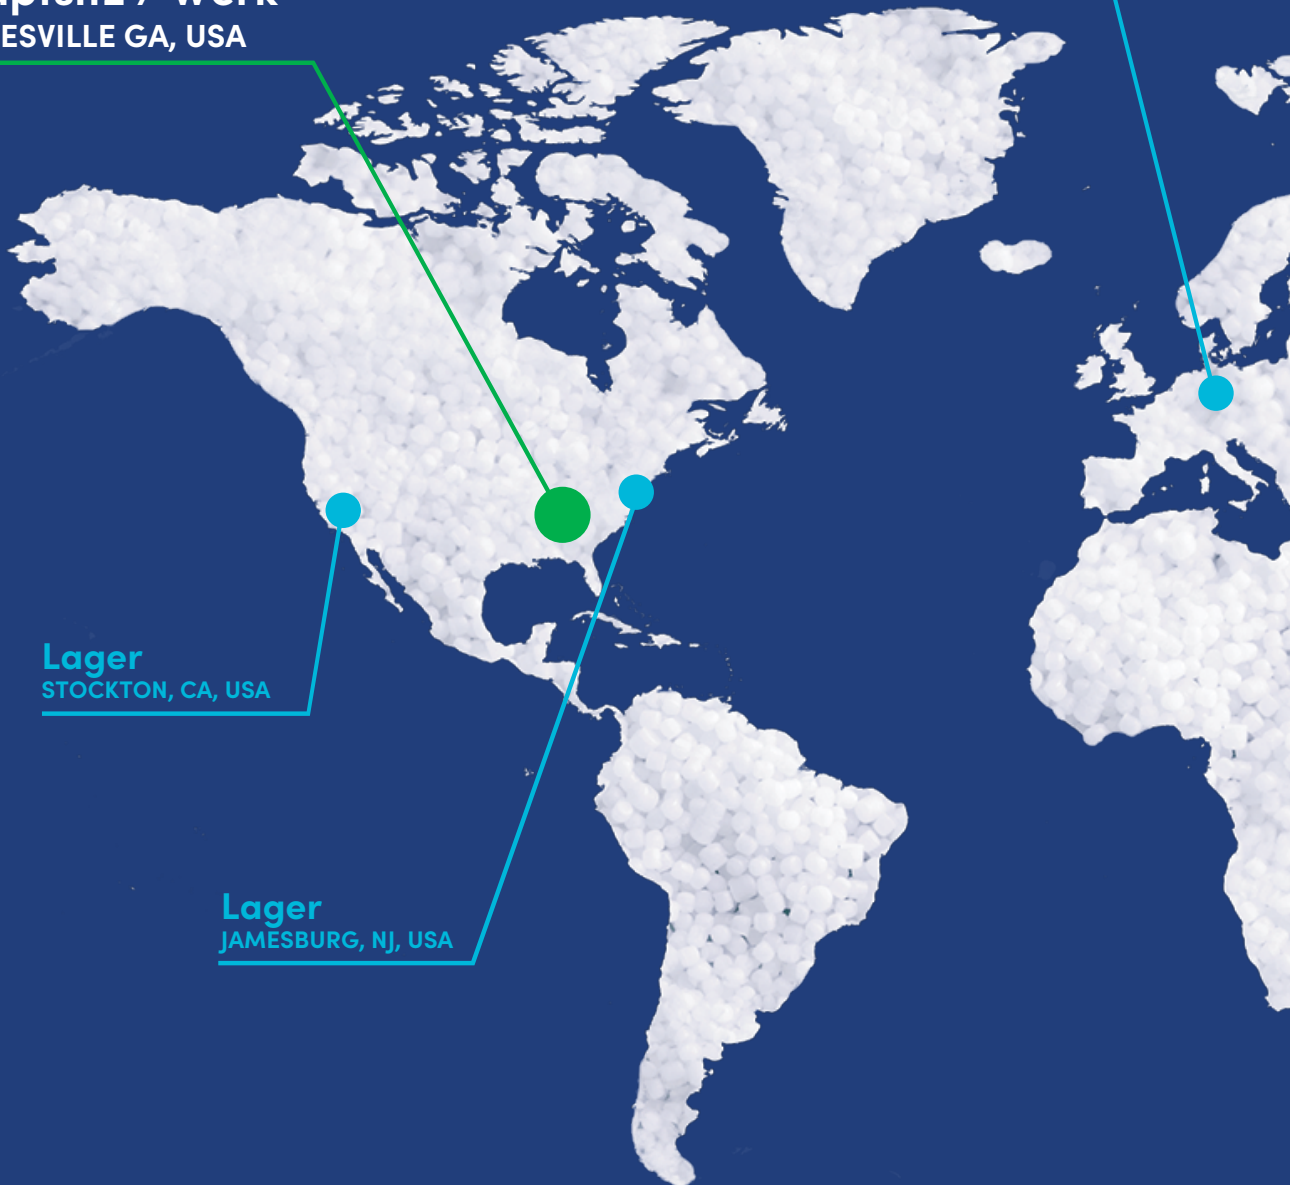 ESVILLE GA, USA
Lager
STOCKTON, CA, USA
Lager
JAMESBURG, NJ, USA